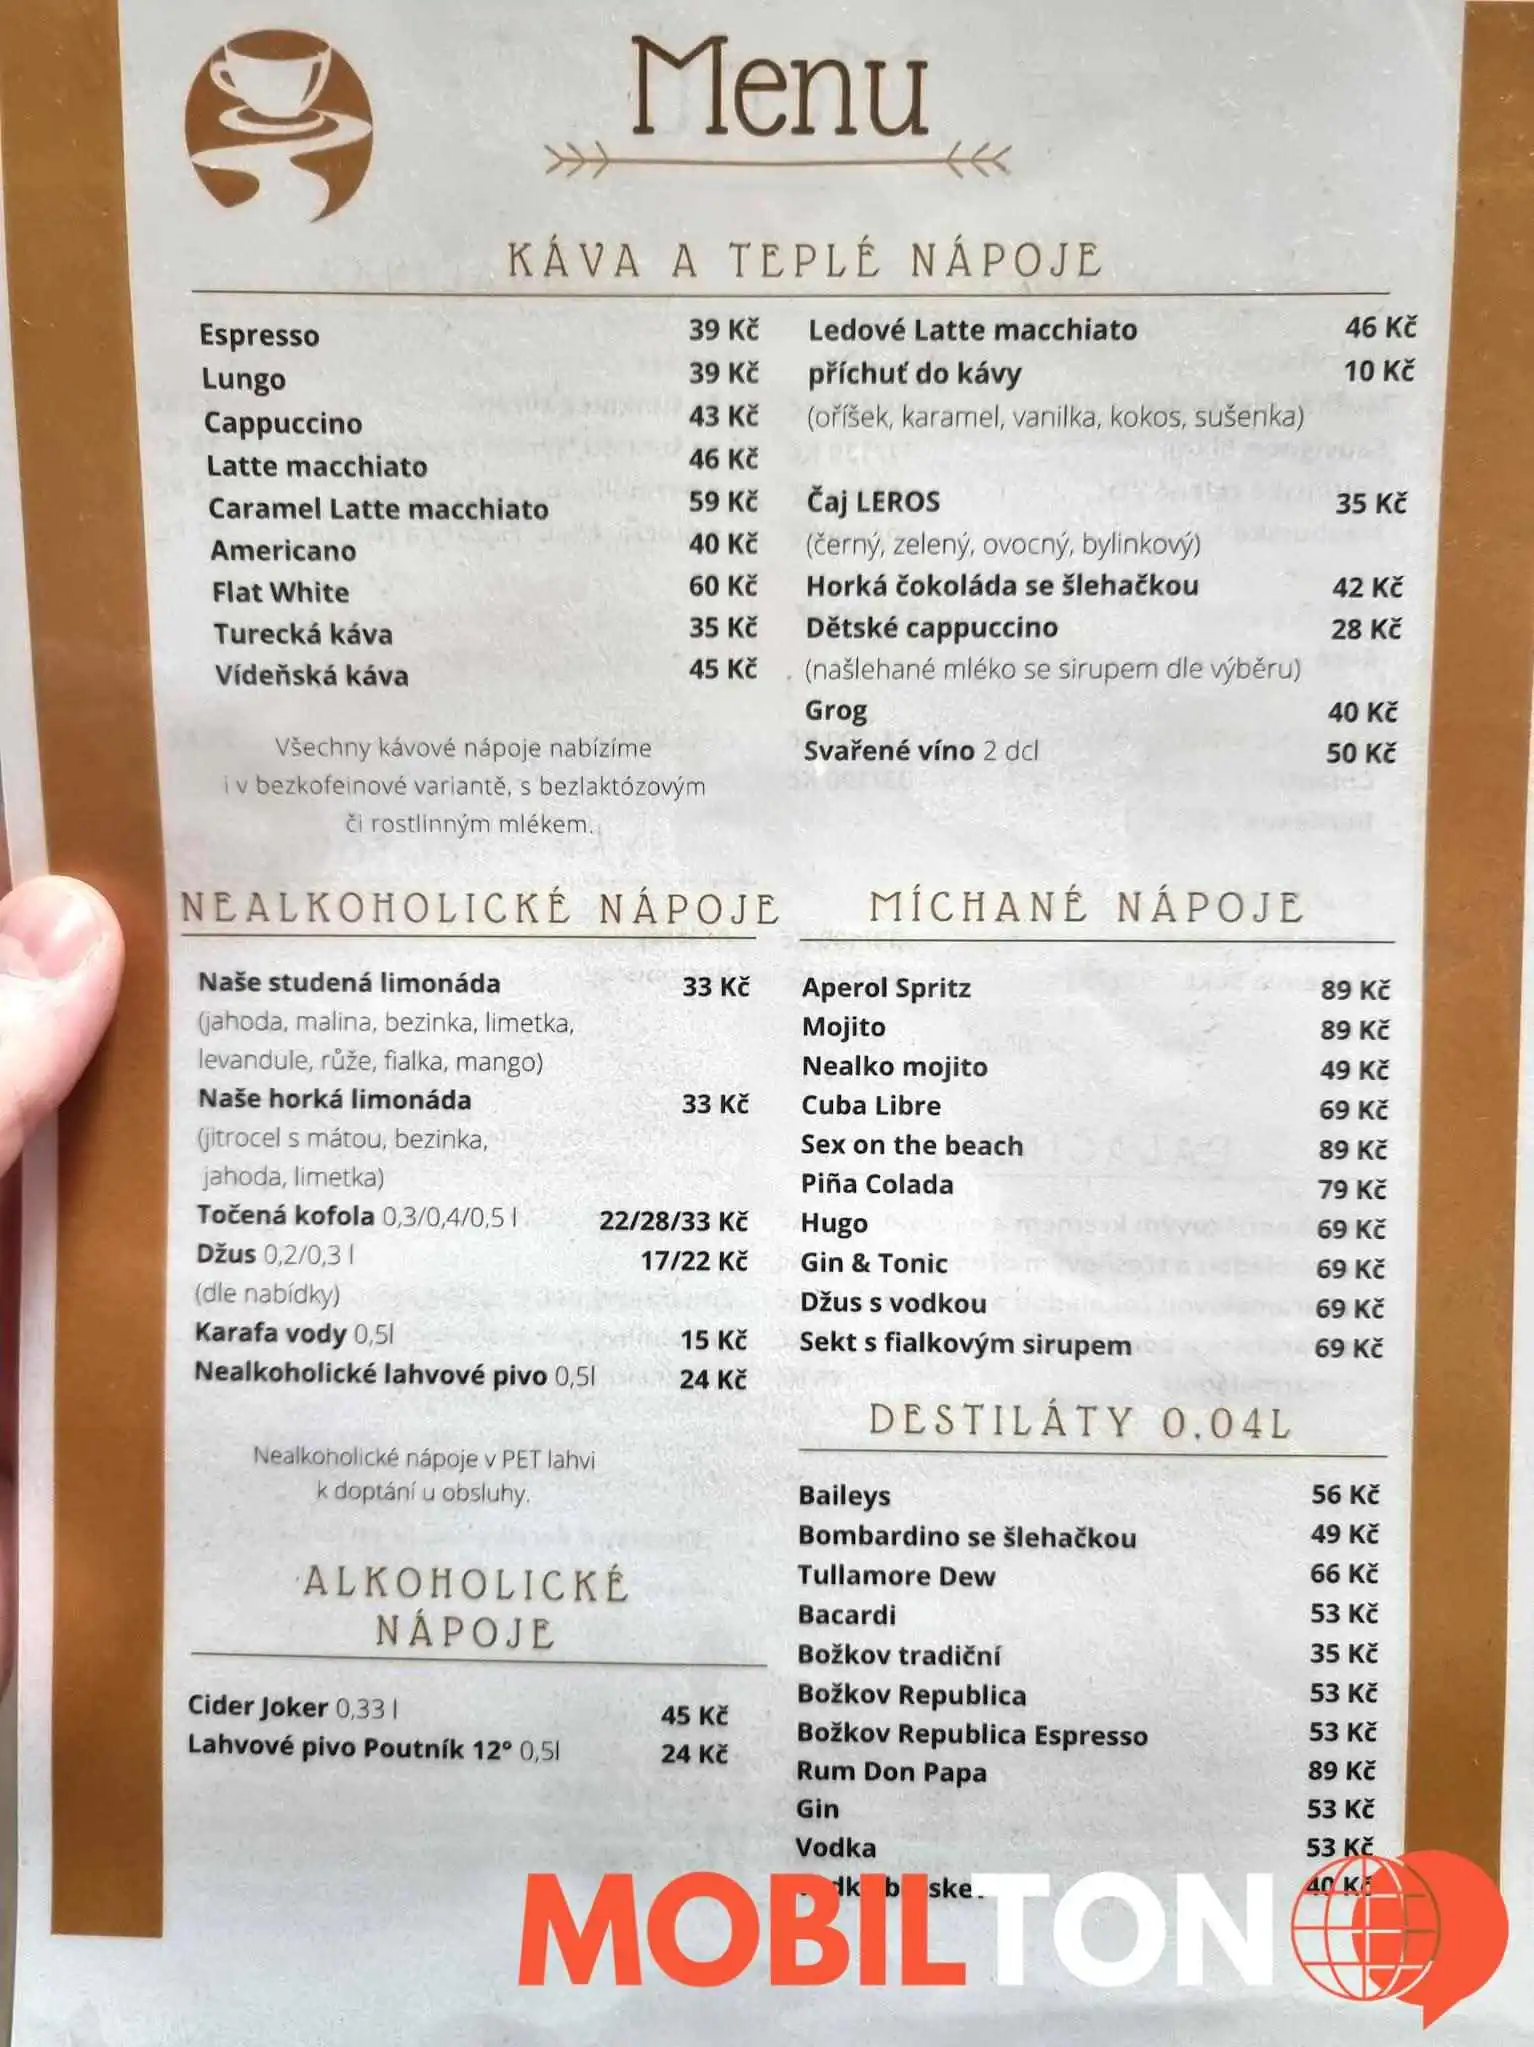 Menu
KÁVA A TEPLÉ NÁPOJE
Espresso 39 Kč
Lungo 39 Kč
Cappuccino 43 Kč
Latte macchiato 46 Kč
Caramel Latte macchiato 59 Kč
Americano 40 Kč
Flat White 60 Kč
Turecká káva 35 Kč
Vídeňská káva 45 Kč
Všechny kávové nápoje nabízíme
i v bezkofeinové variantě, s bezlaktózovým
či rostlinným mlékem.
Ledové Latte macchiato 46 Kč
příchuť do kávy 10 Kč
(oříšek, karamel, vanilka, kokos, sušenka)
Čaj LEROS 35 Kč
(černý, zelený, ovocný, bylinkový)
Horká čokoláda se šlehačkou 42 Kč
Dětské cappuccino 28 Kč
(našlehané mléko se sirupem dle výběru)
Grog 40 Kč
Svařené víno 2 dcl 50 Kč
NEALKOHOLICKÉ NÁPOJE
Naše studená limonáda 33 Kč
(jahoda, malina, bezinka, limetka,
levandule, růže, fialka, mango)
Naše horká limonáda 33 Kč
(jitrocel s mátou, bezinka,
jahoda, limetka)
Točená kofola 0,3/0,4/0,5 l 22/28/33 Kč
Džus 0,2/0,3 l 17/22 Kč
(dle nabídky)
Karafa vody 0,5l 15 Kč
Nealkoholické lahvové pivo 0,5l 24 Kč
Nealkoholické nápoje v PET lahvi
k doptání u obsluhy.
ALKOHOLICKÉ
NÁPOJE
Cider Joker 0,33 l 45 Kč
Lahvové pivo Poutník 12° 0,5l 24 Kč
MÍCHANÉ NÁPOJE
Aperol Spritz 89 Kč
Mojito 89 Kč
Nealko mojito 49 Kč
Cuba Libre 69 Kč
Sex on the beach 89 Kč
Piña Colada 79 Kč
Hugo 69 Kč
Gin & Tonic 69 Kč
Džus s vodkou 69 Kč
Sekt s fialkovým sirupem 69 Kč
DESTILÁTY 0,04L
Baileys 56 Kč
Bombardino se šlehačkou 49 Kč
Tullamore Dew 66 Kč
Bacardi 53 Kč
Božkov tradiční 35 Kč
Božkov Republica 53 Kč
Božkov Republica Espresso 53 Kč
Rum Don Papa 89 Kč
Gin 53 Kč
Vodka 53 Kč
40 Kč
MOBILTON